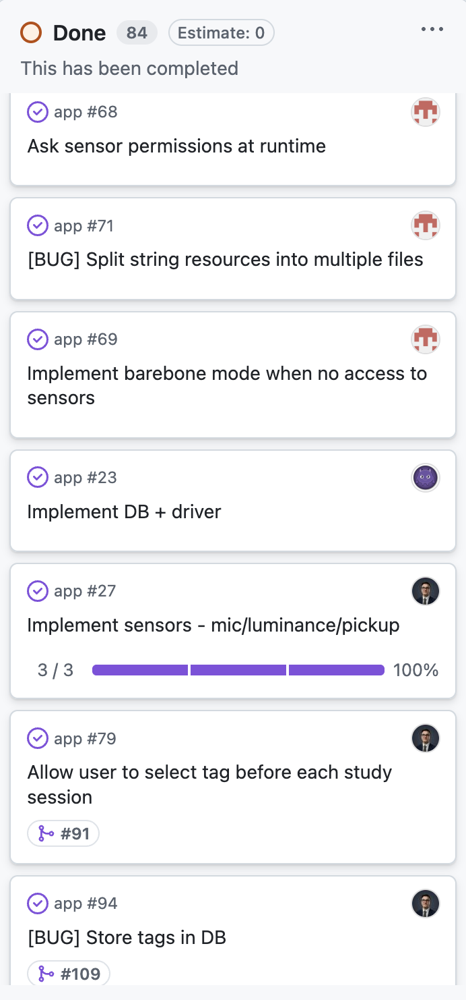 Done 84 Estimate: 0
This has been completed
app #68
Ask sensor permissions at runtime
app #71
[BUG] Split string resources into multiple files
app #69
Implement barebone mode when no access to
sensors
app #23
Implement DB + driver
app #27
Implement sensors - mic/luminance/pickup
3 / 3 100%
app #79
Allow user to select tag before each study
session
#91
app #94
[BUG] Store tags in DB
#109